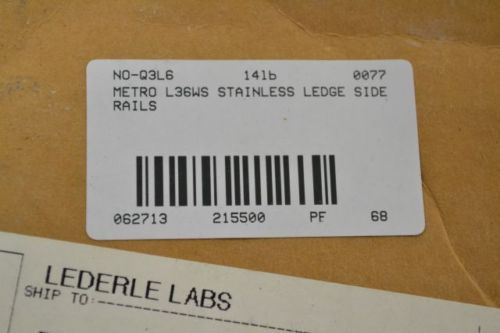 NO-Q3L6 14lb 0077
METRO L36WS STAINLESS LEDGE SIDE
RAILS
062713 215500 PF 68
LEDERLE LABS
SHIP TO: